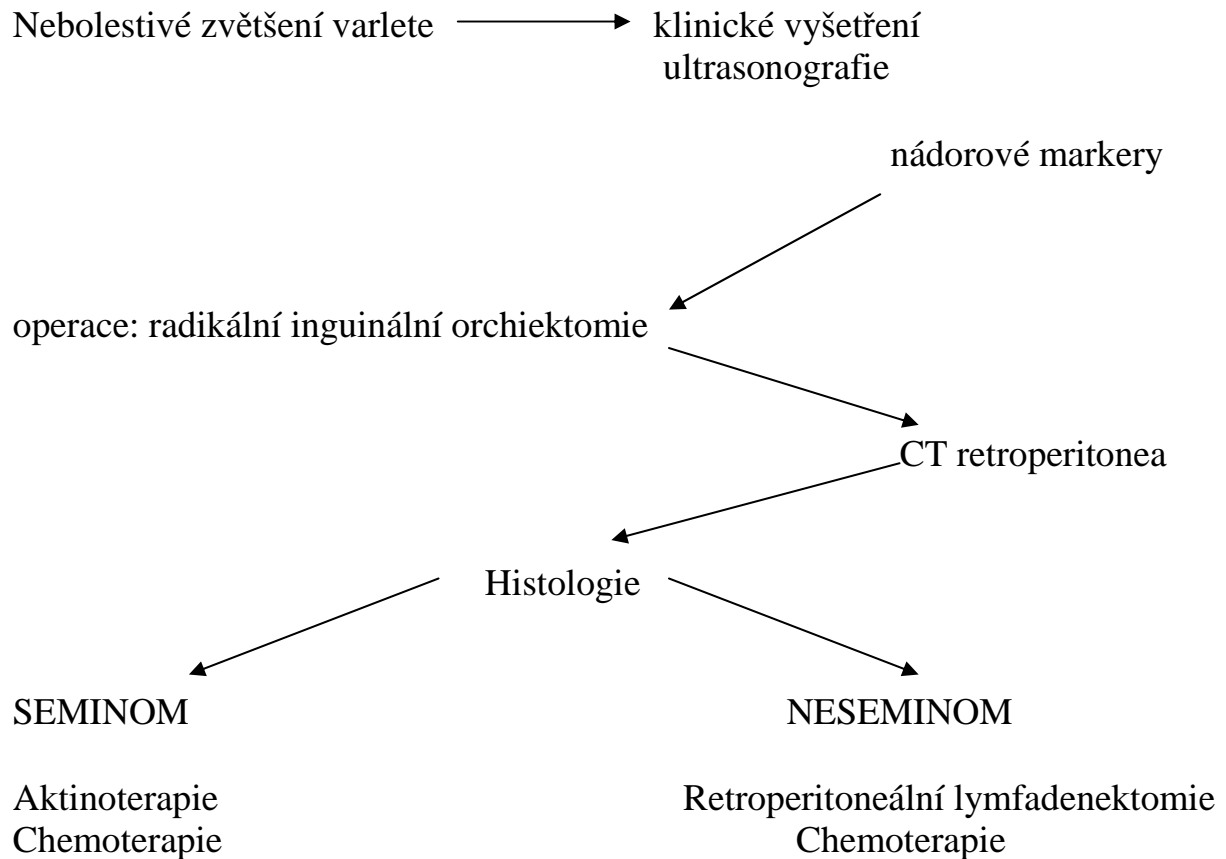 Nebolestivé zvětšení varlete klinické vyšetření
ultrasonografie
nádorové markery
operace: radikální inguinální orchiektomie
CT retroperitonea
Histologie
SEMINOM NESEMINOM
Aktinoterapie Retroperitoneální lymfadenektomie
Chemoterapie Chemoterapie